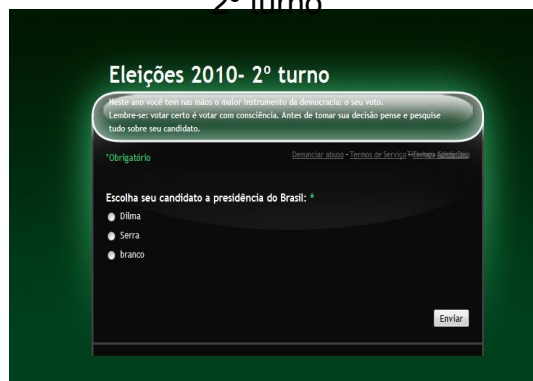 2º turno
Eleições 2010- 2º turno
Neste ano você tem nas mãos o maior instrumento da democracia: o seu voto.
Lembre-se: votar certo é votar com consciência. Antes de tomar sua decisão pense e pesquise
tudo sobre seu candidato.
*Obrigatório
Denunciar abuso - Termos de Serviço
Escolha seu candidato a presidência do Brasil: *
Dilma
Serra
branco
Enviar